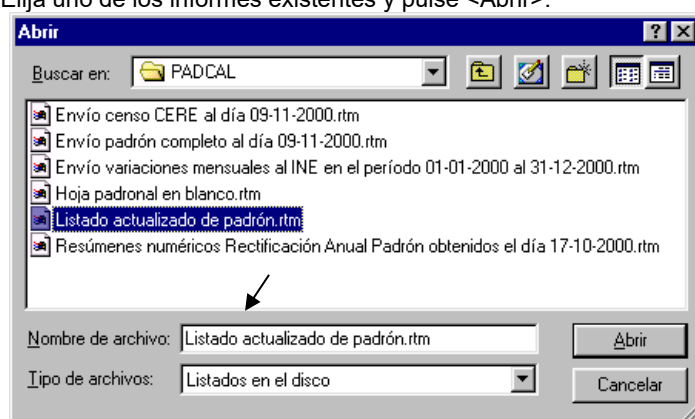 Elija uno de los informes existentes y pulse <Abrir>.
Abrir
Buscar en: PADCAL
Envío censo CERE al día 09-11-2000.rtm
Envío padrón completo al día 09-11-2000.rtm
Envío variaciones mensuales al INE en el período 01-01-2000 al 31-12-2000.rtm
Hoja padronal en blanco.rtm
Listado actualizado de padrón.rtm
Resúmenes numéricos Rectificación Anual Padrón obtenidos el día 17-10-2000.rtm
Nombre de archivo: Listado actualizado de padrón.rtm Abrir
Tipo de archivos: Listados en el disco Cancelar